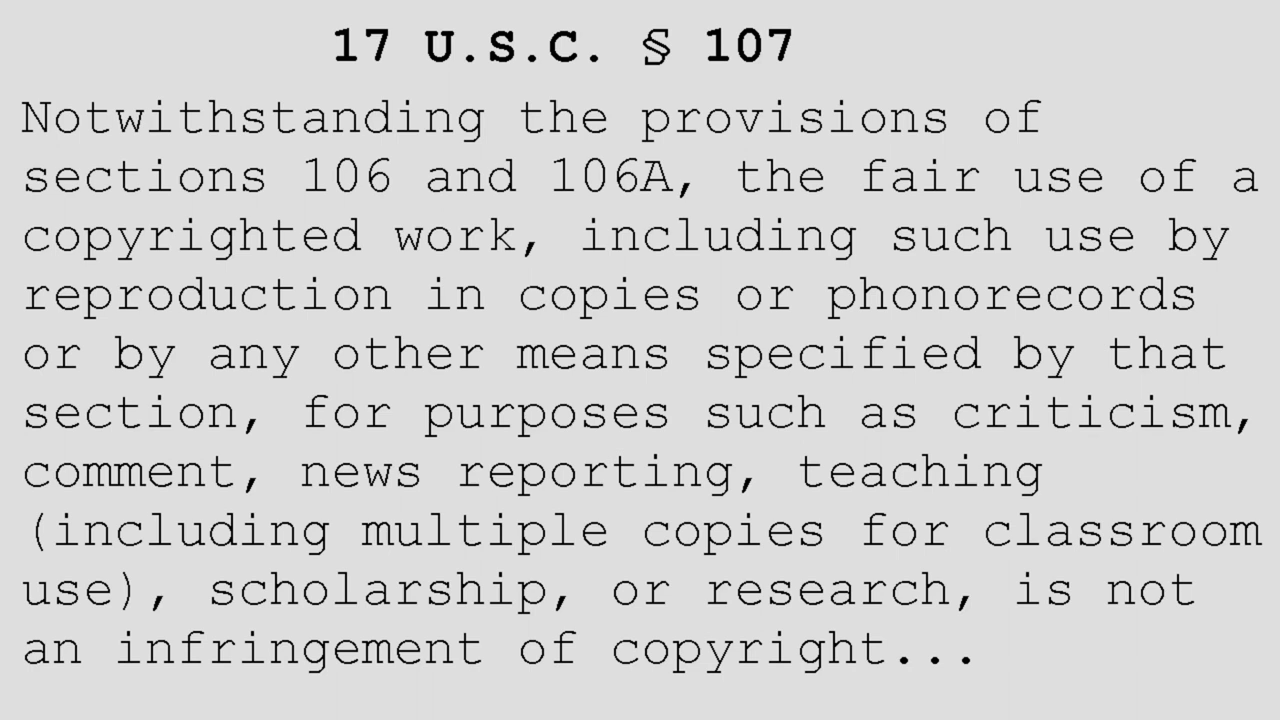 17 U.S.C. § 107
Notwithstanding the provisions of
sections 106 and 106A, the fair use of a
copyrighted work, including such use by
reproduction in copies or phonorecords
or by any other means specified by that
section, for purposes such as criticism,
comment, news reporting, teaching
(including multiple copies for classroom
use), scholarship, or research, is not
an infringement of copyright...